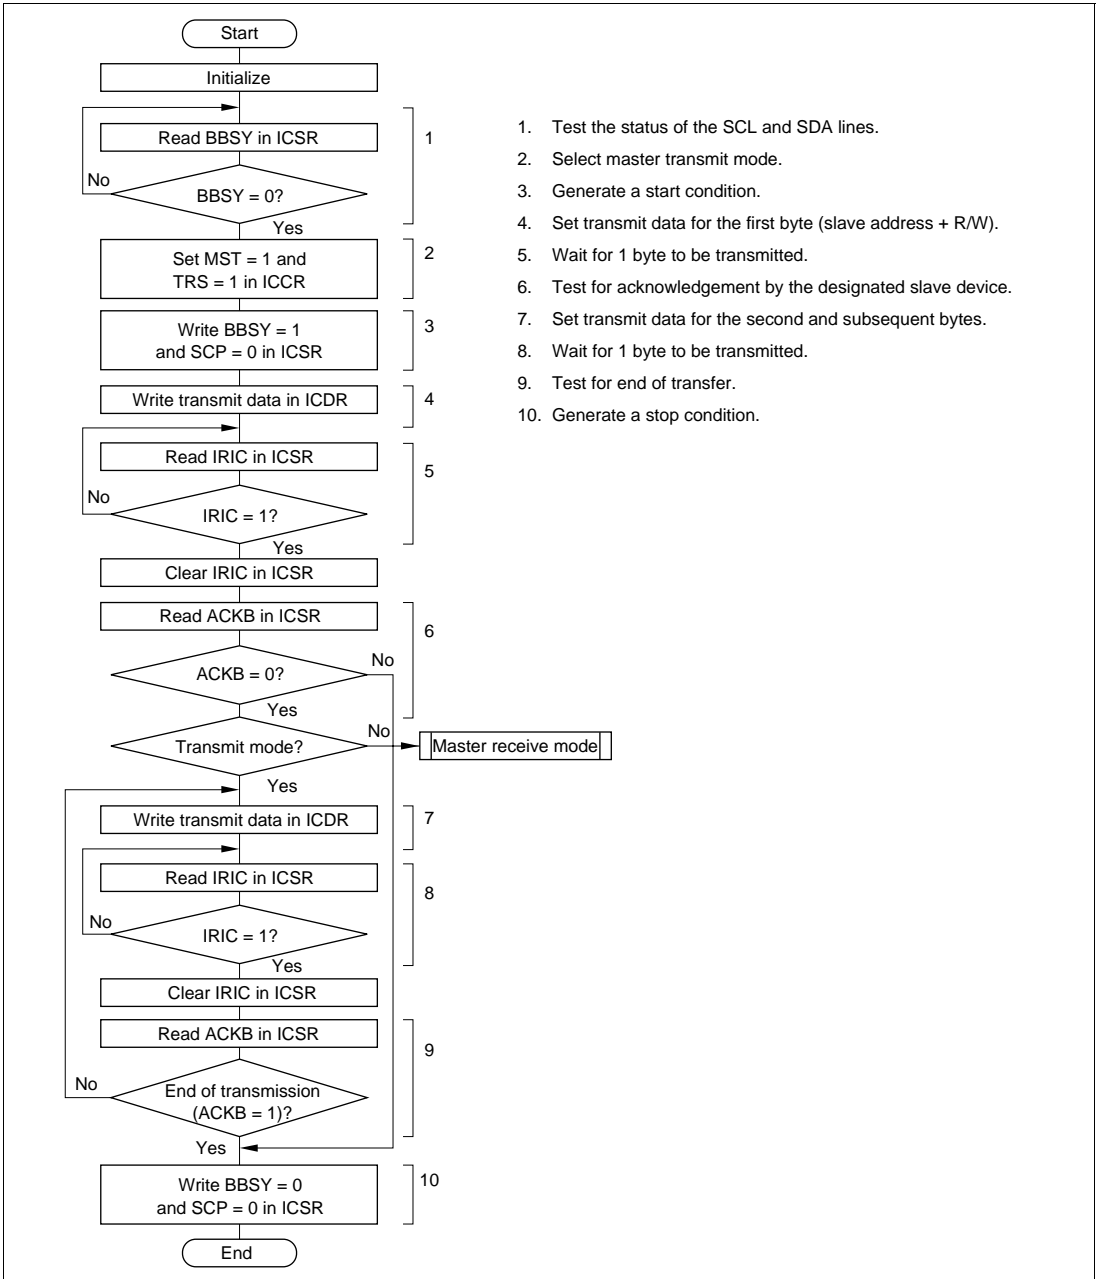 Start
Initialize
Read BBSY in ICSR
1
No
BBSY = 0?
Yes
Set MST = 1 and
TRS = 1 in ICCR
2
Write BBSY = 1
and SCP = 0 in ICSR
3
Write transmit data in ICDR
4
Read IRIC in ICSR
5
No
IRIC = 1?
Yes
Clear IRIC in ICSR
Read ACKB in ICSR
6
No
ACKB = 0?
Yes
No
Transmit mode?
Master receive mode
Yes
Write transmit data in ICDR
7
Read IRIC in ICSR
8
No
IRIC = 1?
Yes
Clear IRIC in ICSR
Read ACKB in ICSR
9
No
End of transmission
(ACKB = 1)?
Yes
Write BBSY = 0
and SCP = 0 in ICSR
10
End
1. Test the status of the SCL and SDA lines.
2. Select master transmit mode.
3. Generate a start condition.
4. Set transmit data for the first byte (slave address + R/W).
5. Wait for 1 byte to be transmitted.
6. Test for acknowledgement by the designated slave device.
7. Set transmit data for the second and subsequent bytes.
8. Wait for 1 byte to be transmitted.
9. Test for end of transfer.
10. Generate a stop condition.